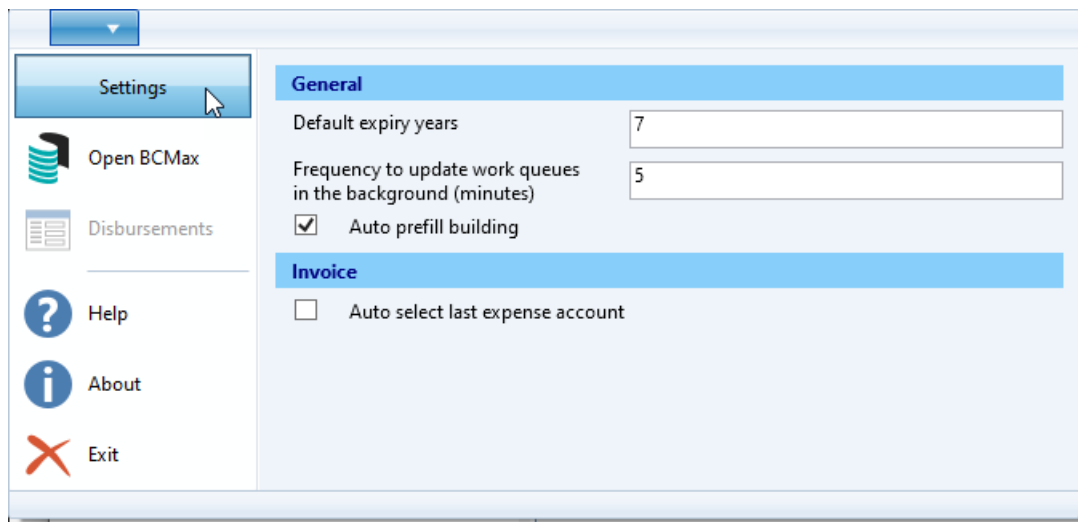 Settings
Open BCMax
Disbursements
Help
About
Exit
General
Default expiry years
7
Frequency to update work queues
in the background (minutes)
5
Auto prefill building
Invoice
Auto select last expense account